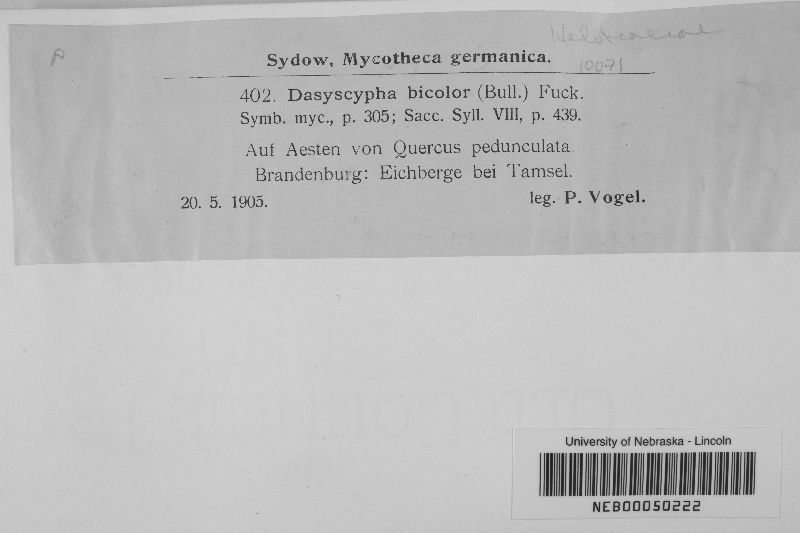 P
Sydow, Mycotheca germanica.
10071
402. Dasyscypha bicolor (Bull.) Fuck.
Symb. myc., p. 305; Sacc. Syll. VIII, p. 439.
Auf Aesten von Quercus pedunculata.
Brandenburg: Eichberge bei Tamsel.
20. 5. 1905. leg. P. Vogel.
University of Nebraska - Lincoln
NEB00050222